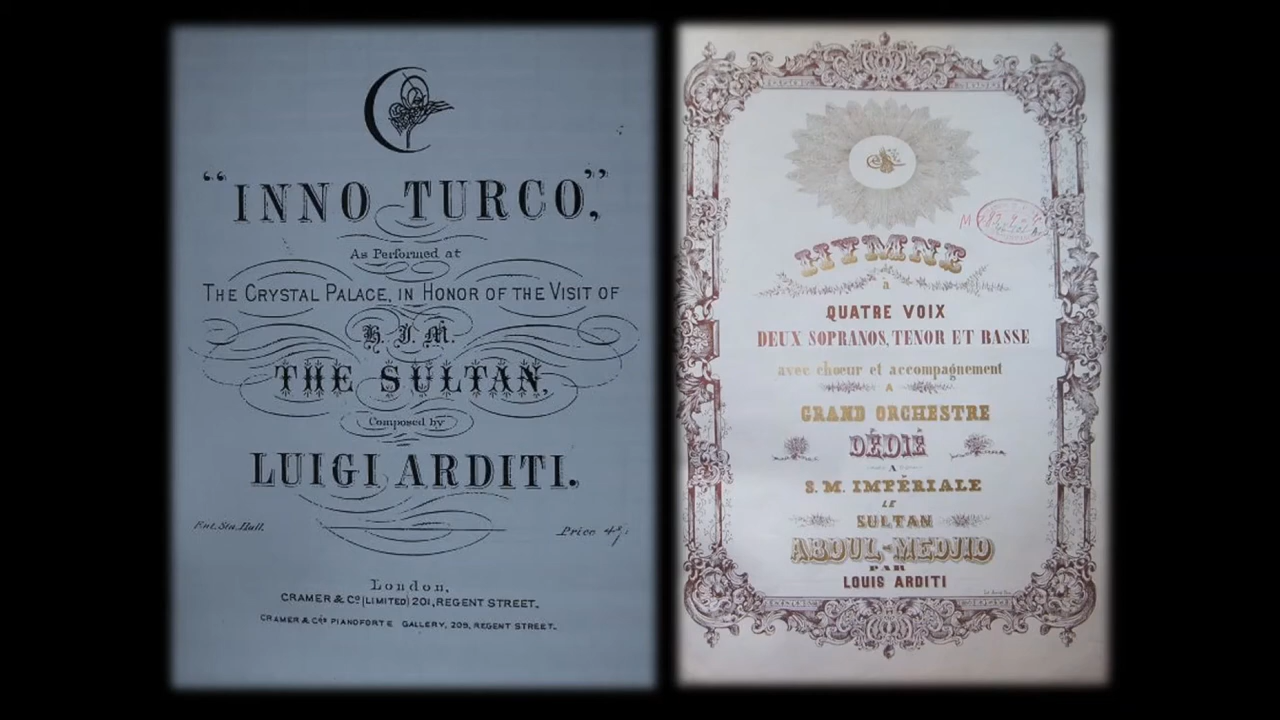 “INNO TURCO,”
As Performed at
THE CRYSTAL PALACE, IN HONOR OF THE VISIT OF
H. I. M.
THE SULTAN,
Composed by
LUIGI ARDITI.
Ent. Sta. Hall.
Price 4/
London,
CRAMER & Co (LIMITED) 201, REGENT STREET.
CRAMER & Co's PIANOFORTE GALLERY, 209, REGENT STREET.
HYMNE
à
QUATRE VOIX
DEUX SOPRANOS, TENOR ET BASSE
avec chœur et accompagnement
A
GRAND ORCHESTRE
DÉDIÉ
A
S. M. IMPÉRIALE
LE
SULTAN
ABDUL-MEDJID
PAR
LOUIS ARDITI